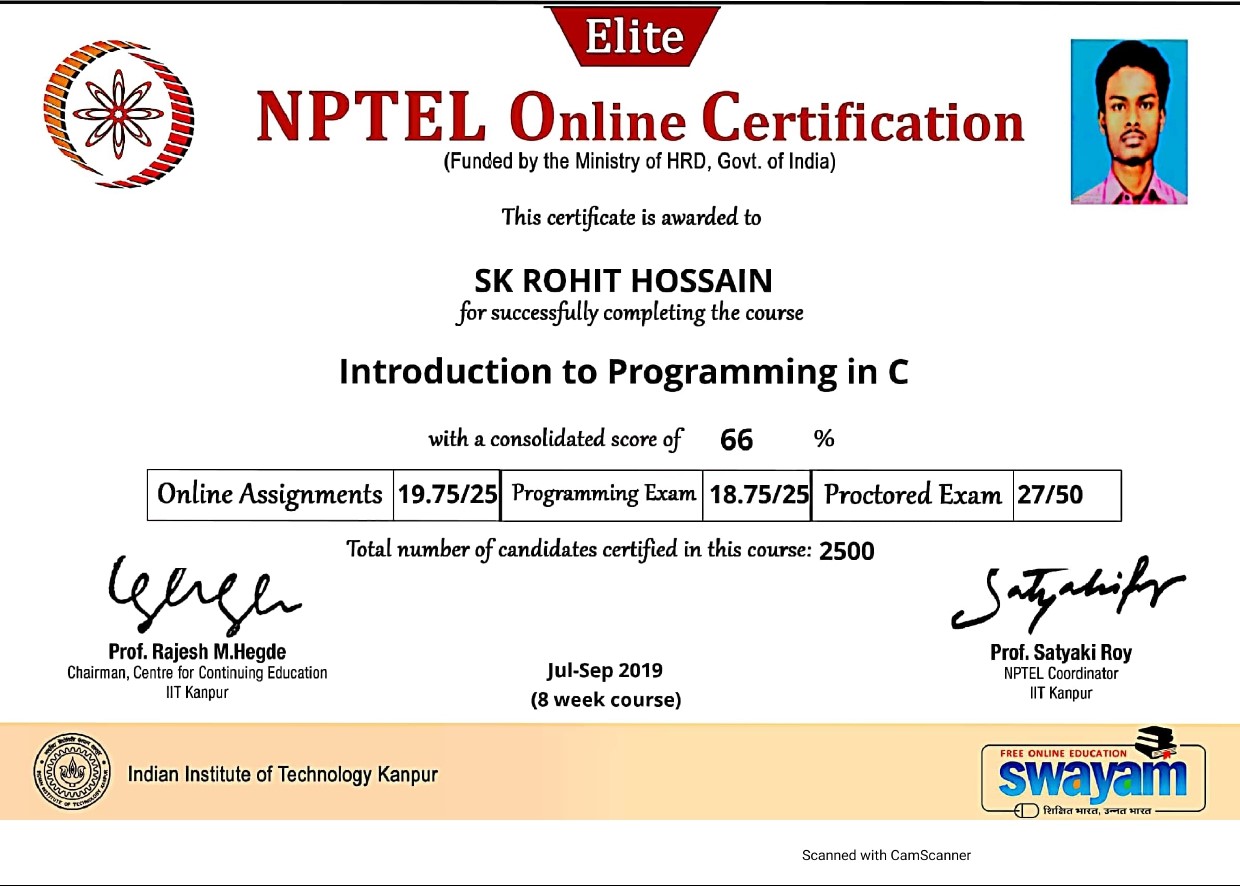 Elite
NPTEL Online Certification
(Funded by the Ministry of HRD, Govt. of India)
This certificate is awarded to
SK ROHIT HOSSAIN
for successfully completing the course
Introduction to Programming in C
with a consolidated score of 66 %
Online Assignments 19.75/25 Programming Exam 18.75/25 Proctored Exam 27/50
Total number of candidates certified in this course: 2500
Prof. Rajesh M.Hegde
Chairman, Centre for Continuing Education
IIT Kanpur
Jul-Sep 2019
(8 week course)
Prof. Satyaki Roy
NPTEL Coordinator
IIT Kanpur
Indian Institute of Technology Kanpur
FREE ONLINE EDUCATION
swayam
शिक्षित भारत, उन्नत भारत
Scanned with CamScanner